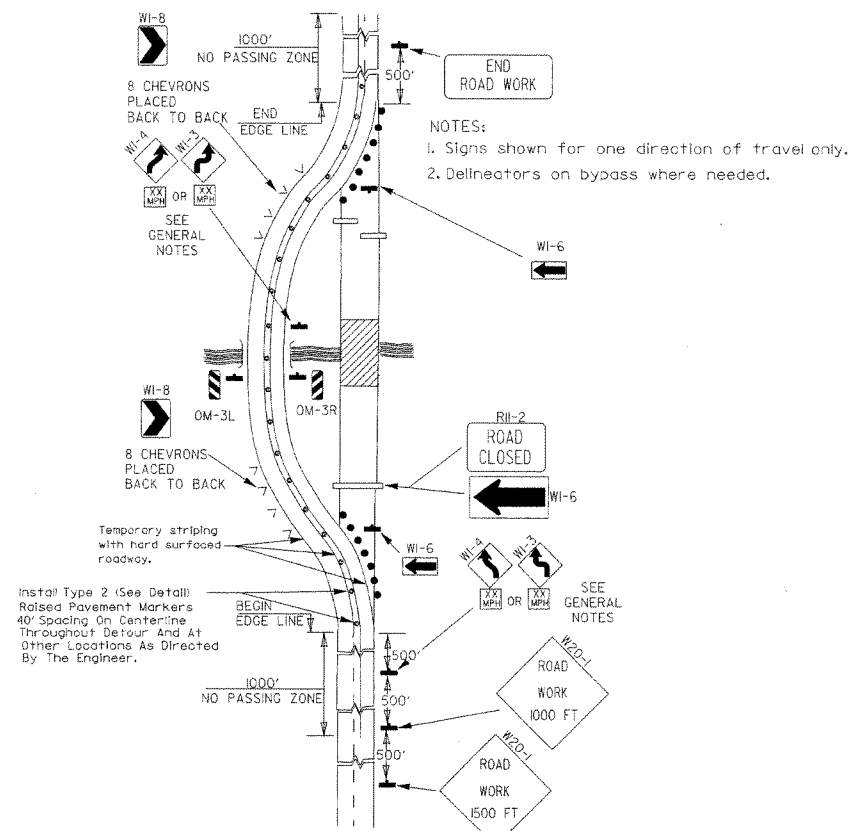 WI-8
1000'
NO PASSING ZONE
500'
END
ROAD WORK
8 CHEVRONS
PLACED
BACK TO BACK
END
EDGE LINE
NOTES:
1. Signs shown for one direction of travel only.
2. Delineators on bypass where needed.
WI-4
WI-3
XX
MPH
OR
XX
MPH
SEE
GENERAL
NOTES
WI-6
WI-8
OM-3L
OM-3R
8 CHEVRONS
PLACED
BACK TO BACK
R11-2
ROAD
CLOSED
WI-6
Temporary striping
with hard surfaced
roadway.
WI-6
WI-4
WI-3
XX
MPH
OR
XX
MPH
SEE
GENERAL
NOTES
Install Type 2 (See Detail)
Raised Pavement Markers
40' Spacing On Centerline
Throughout Detour And At
Other Locations As Directed
By The Engineer.
BEGIN
EDGE LINE
500'
1000'
NO PASSING ZONE
500'
W20-1
ROAD
WORK
1000 FT
500'
W20-1
ROAD
WORK
1500 FT